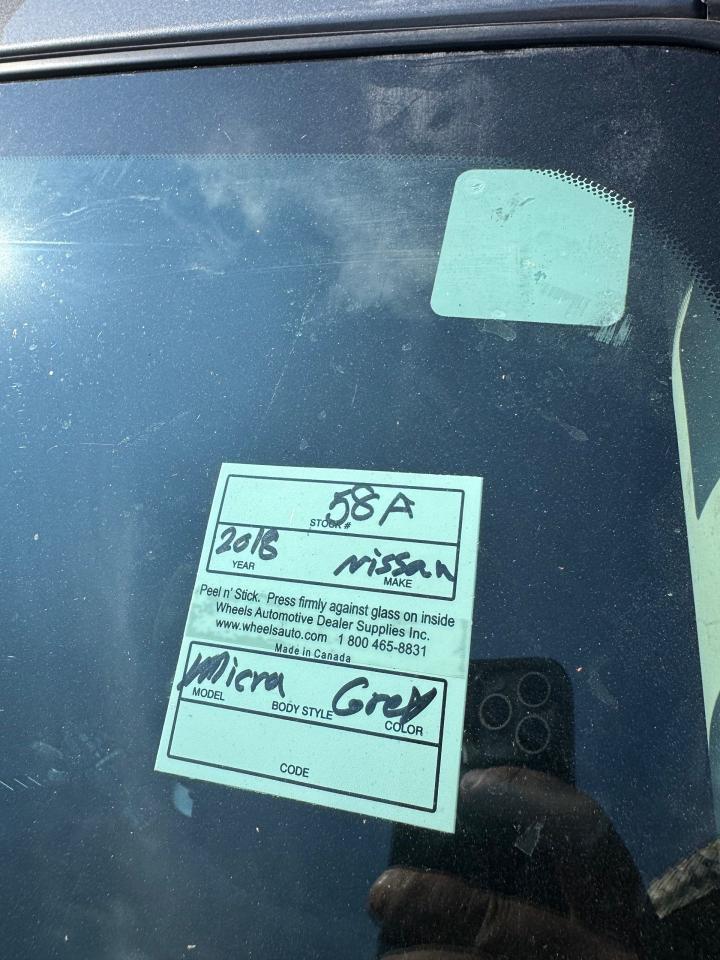 58A
STOCK #
2018 Nissan
YEAR MAKE
Peel n' Stick. Press firmly against glass on inside
Wheels Automotive Dealer Supplies Inc.
www.wheelsauto.com 1 800 465-8831
Made in Canada
Micra Grey
MODEL BODY STYLE COLOR
CODE